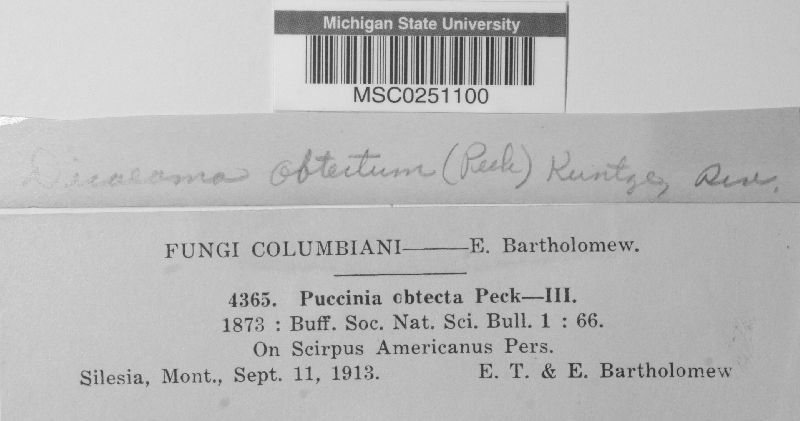 Michigan State University
MSC0251100
Dicaeoma obtectum (Peck) Kuntze,
FUNGI COLUMBIANI——E. Bartholomew.
4365. Puccinia obtecta Peck—III.
1873 : Buff. Soc. Nat. Sci. Bull. 1 : 66.
On Scirpus Americanus Pers.
Silesia, Mont., Sept. 11, 1913. E. T. & E. Bartholomew